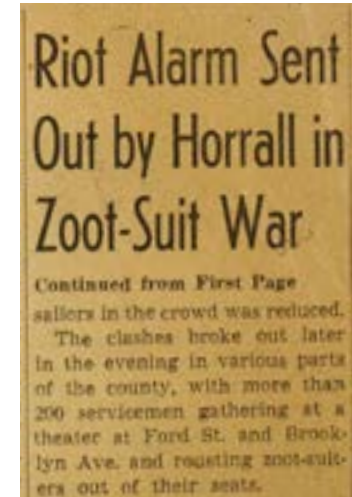 Riot Alarm Sent
Out by Horrall in
Zoot-Suit War
Continued from First Page
sailors in the crowd was reduced.
The clashes broke out later
in the evening in various parts
of the county, with more than
200 servicemen gathering at a
theater at Ford St. and Brook-
lyn Ave. and rousting zoot-suit-
ers out of their seats.